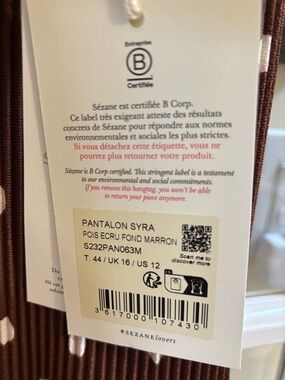 Entreprise
B
Certifiée
Sézane est certifiée B Corp.
Ce label très exigeant atteste des résultats
concrets de Sézane pour répondre aux normes
environnementales et sociales les plus strictes.
Si vous détachez cette étiquette, vous ne
pourrez plus retourner votre produit.
Sézane is B Corp certified. This stringent label is a testament
to our environmental and social commitments.
If you remove this hangtag, you won't be able
to return your piece anymore.
PANTALON SYRA
POIS ECRU FOND MARRON
S232PAN063M
T. 44 / UK 16 / US 12
Scan me to
discover more
3 617000 107430
#SEZANElovers